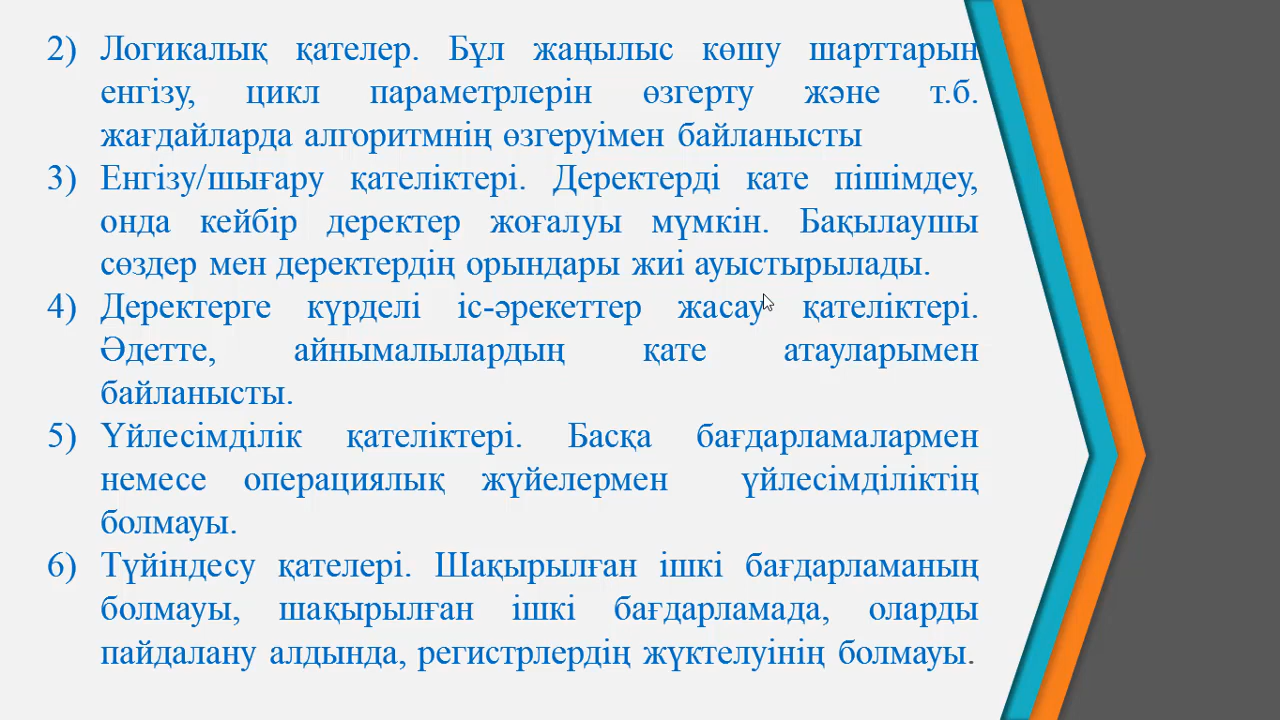 2) Логикалық қателер. Бұл жаңылыс көшу шарттарын
енгізу, цикл параметрлерін өзгерту және т.б.
жағдайларда алгоритмнің өзгеруімен байланысты
3) Енгізу/шығару қателіктері. Деректерді кате пішімдеу,
онда кейбір деректер жоғалуы мүмкін. Бақылаушы
сөздер мен деректердің орындары жиі ауыстырылады.
4) Деректерге күрделі іс-әрекеттер жасау қателіктері.
Әдетте, айнымалылардың қате атауларымен
байланысты.
5) Үйлесімділік қателіктері. Басқа бағдарламалармен
немесе операциялық жүйелермен үйлесімділіктің
болмауы.
6) Түйіндесу қателері. Шақырылған ішкі бағдарламаның
болмауы, шақырылған ішкі бағдарламада, оларды
пайдалану алдында, регистрлердің жүктелуінің болмауы.